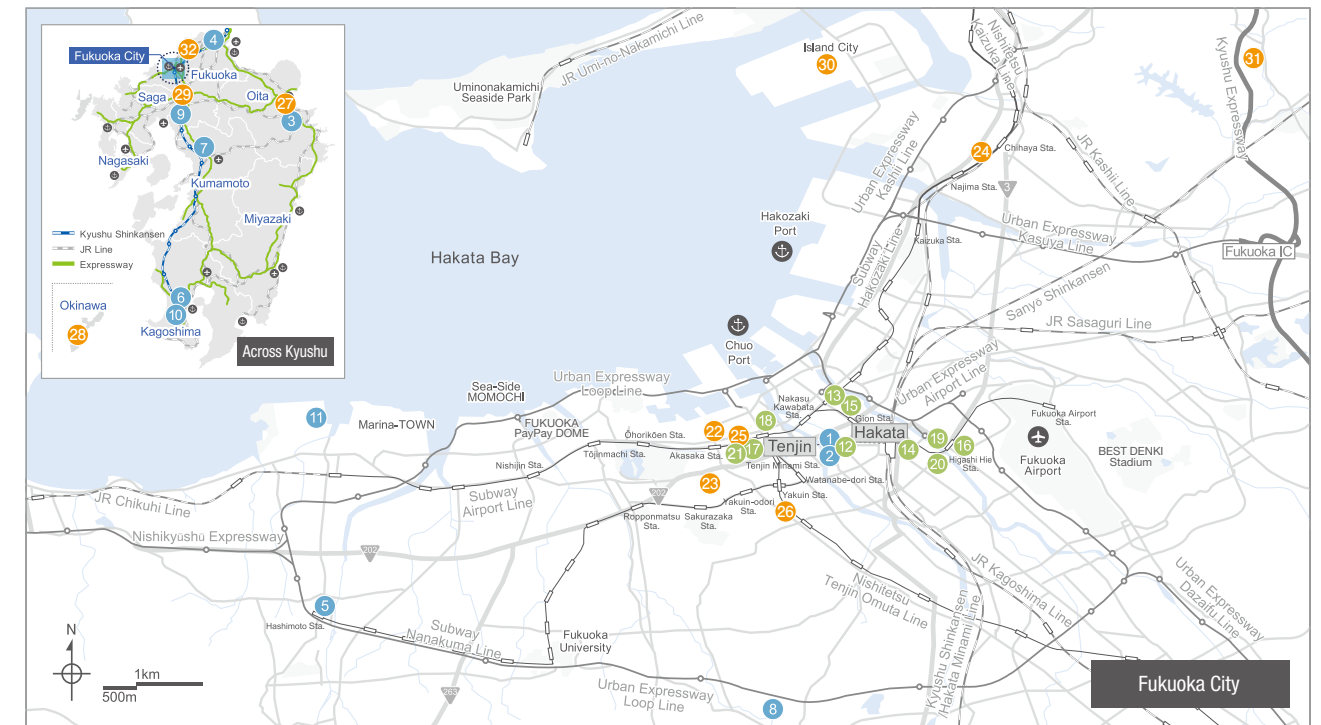 Fukuoka City
32
4
Fukuoka
Saga
29
Oita
27
9
3
7
Nagasaki
Kumamoto
Miyazaki
Kyushu Shinkansen
JR Line
Expressway
Okinawa
28
6
10
Kagoshima
Across Kyushu
Uminonakamichi
Seaside Park
JR Umi-no-Nakamichi Line
Island City
30
Nishitetsu
Kaizuka Line
Kyushu Expressway
31
24
Chihaya Sta.
JR Kashii Line
Najima Sta.
3
Urban Expressway
Kashii Line
Hakozaki
Port
Kaizuka Sta.
Urban Expressway
Kasuya Line
Fukuoka IC
Hakata Bay
Subway
Hakozaki Line
Sanyō Shinkansen
JR Sasaguri Line
Chuo
Port
Urban Expressway
Airport Line
Sea-Side
MOMOCHI
Urban Expressway
Loop Line
11
Marina-TOWN
FUKUOKA
PayPay DOME
Nakasu
Kawabata
Sta.
13
15
Gion Sta.
18
22
25
Ōhorikōen Sta.
Tōjinmachi Sta.
Akasaka Sta.
21
17
Tenjin
1
2
12
Hakata
14
19
16
20
Higashi Hie
Sta.
Fukuoka Airport
Sta.
Fukuoka
Airport
BEST DENKI
Stadium
Nishijin Sta.
Tenjin Minami Sta.
Watanabe-dori Sta.
23
202
Yakuin-odori
Sta.
Yakuin Sta.
26
Ropponmatsu
Sta.
Sakurazaka
Sta.
Subway
Airport Line
JR Chikuhi Line
Nishikyūshū Expressway
202
5
Hashimoto Sta.
Subway
Nanakuma Line
Fukuoka
University
Nishitetsu
Tenjin Omuta Line
JR Kagoshima Line
Kyushu Shinkansen
/Hakata Minami Line
Urban Expressway
Dazaifu Line
N
1km
500m
263
Urban Expressway
Loop Line
8
Fukuoka City